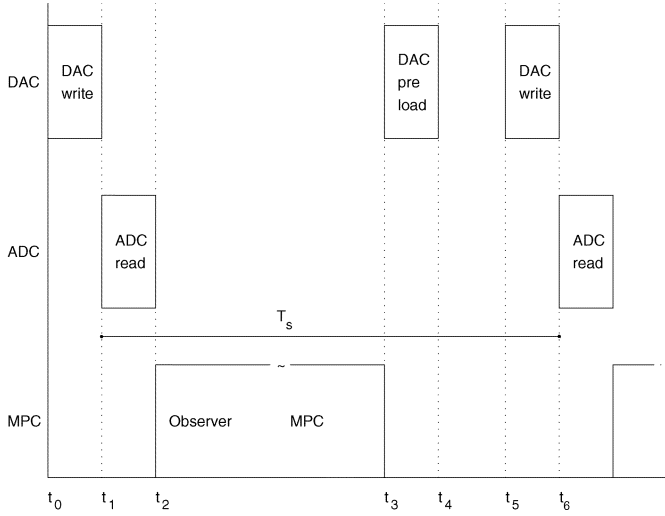 DAC
DAC
write
DAC
pre
load
DAC
write
ADC
ADC
read
ADC
read
T_s
~
MPC
Observer MPC
t_0 t_1 t_2 t_3 t_4 t_5 t_6